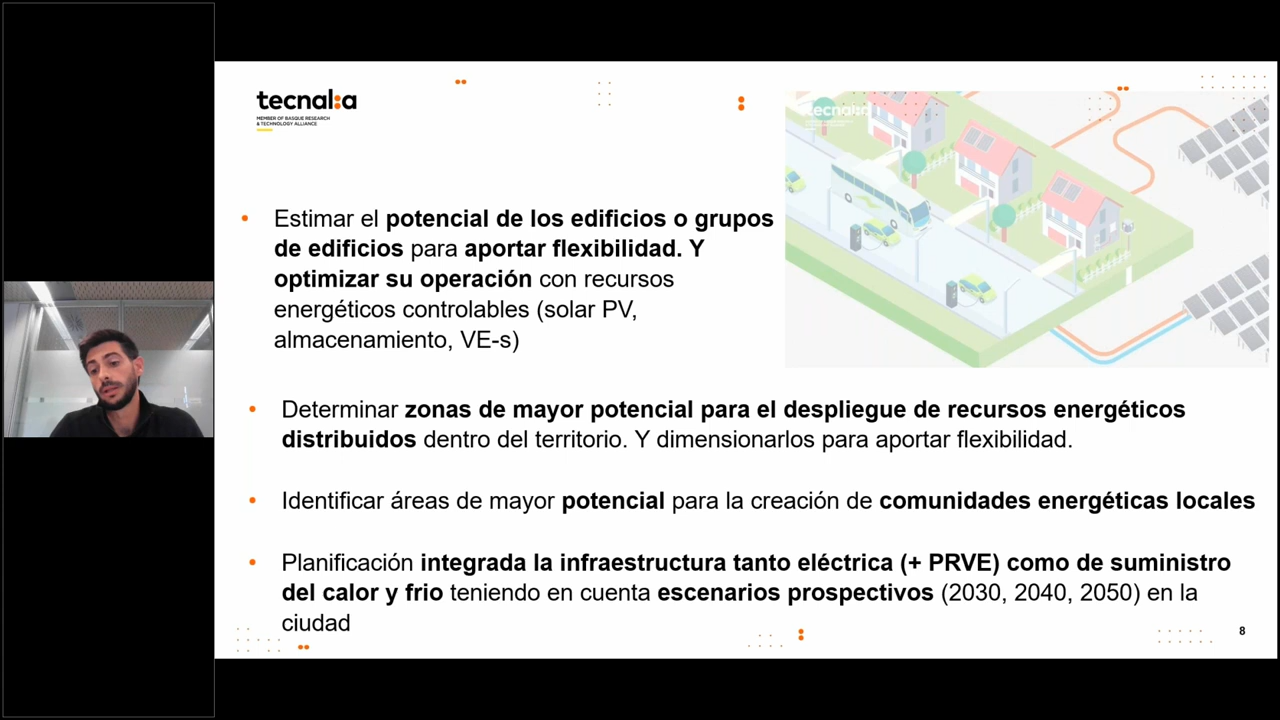 tecnal:a
MEMBER OF BASQUE RESEARCH
& TECHNOLOGY ALLIANCE
tecnal:a
Estimar el potencial de los edificios o grupos
de edificios para aportar flexibilidad. Y
optimizar su operación con recursos
energéticos controlables (solar PV,
almacenamiento, VE-s)
Determinar zonas de mayor potencial para el despliegue de recursos energéticos
distribuidos dentro del territorio. Y dimensionarlos para aportar flexibilidad.
Identificar áreas de mayor potencial para la creación de comunidades energéticas locales
Planificación integrada la infraestructura tanto eléctrica (+ PRVE) como de suministro
del calor y frio teniendo en cuenta escenarios prospectivos (2030, 2040, 2050) en la
ciudad
8